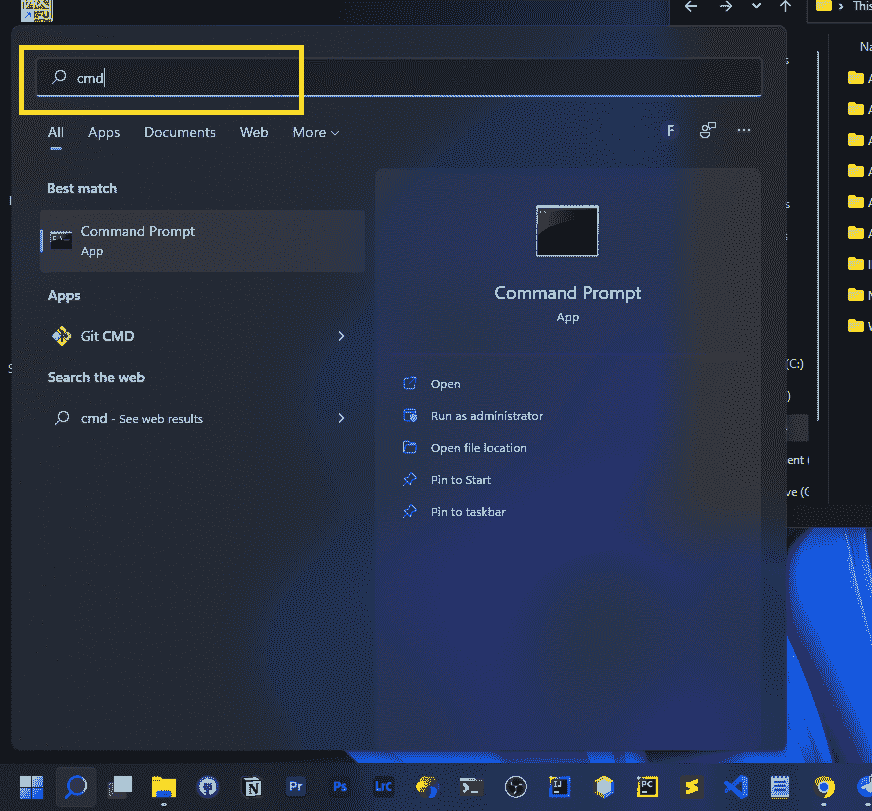 This
cmd
All Apps Documents Web More
F
Best match
Command Prompt
App
Apps
Git CMD
Search the web
cmd - See web results
Command Prompt
App
Open
Run as administrator
Open file location
Pin to Start
Pin to taskbar
(C:)
Pr
Ps
LrC
IJ
PC